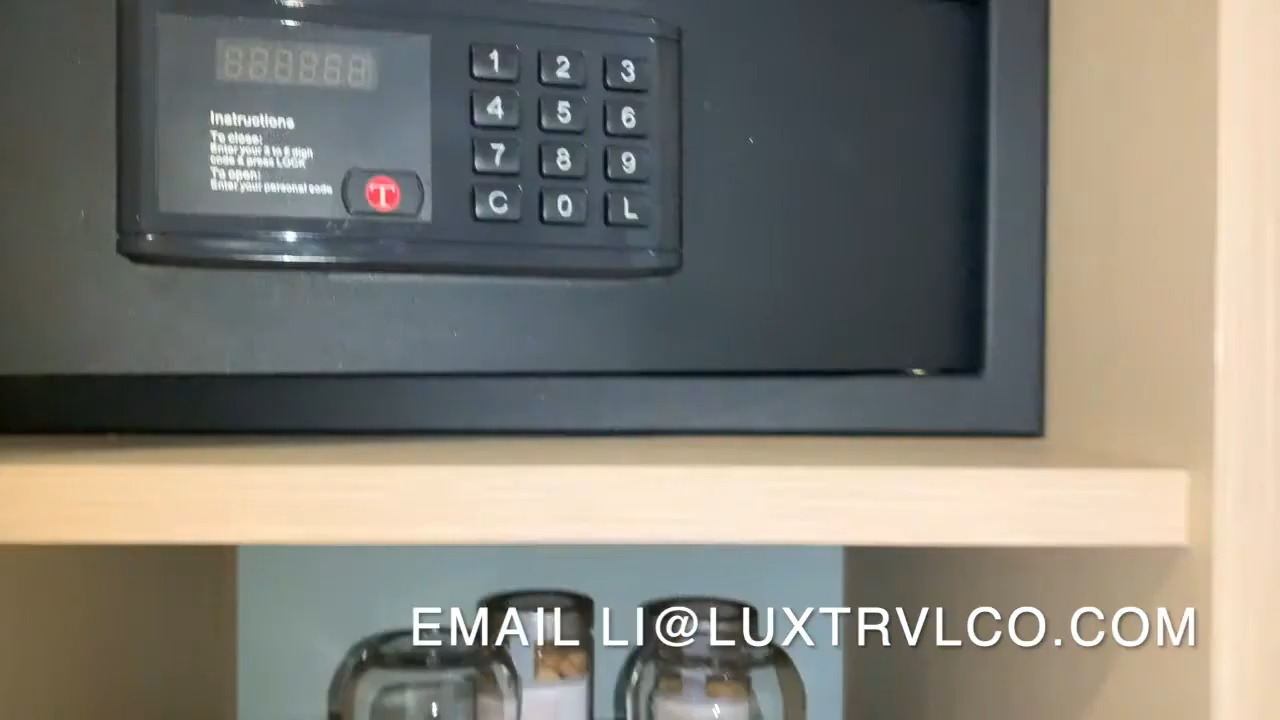 888888
Instructions
To close:
Enter your 3 to 6 digit
code & press LOCK
To open:
Enter your personal code
T
1 2 3
4 5 6
7 8 9
C 0 L
EMAIL LI@LUXTRVLCO.COM